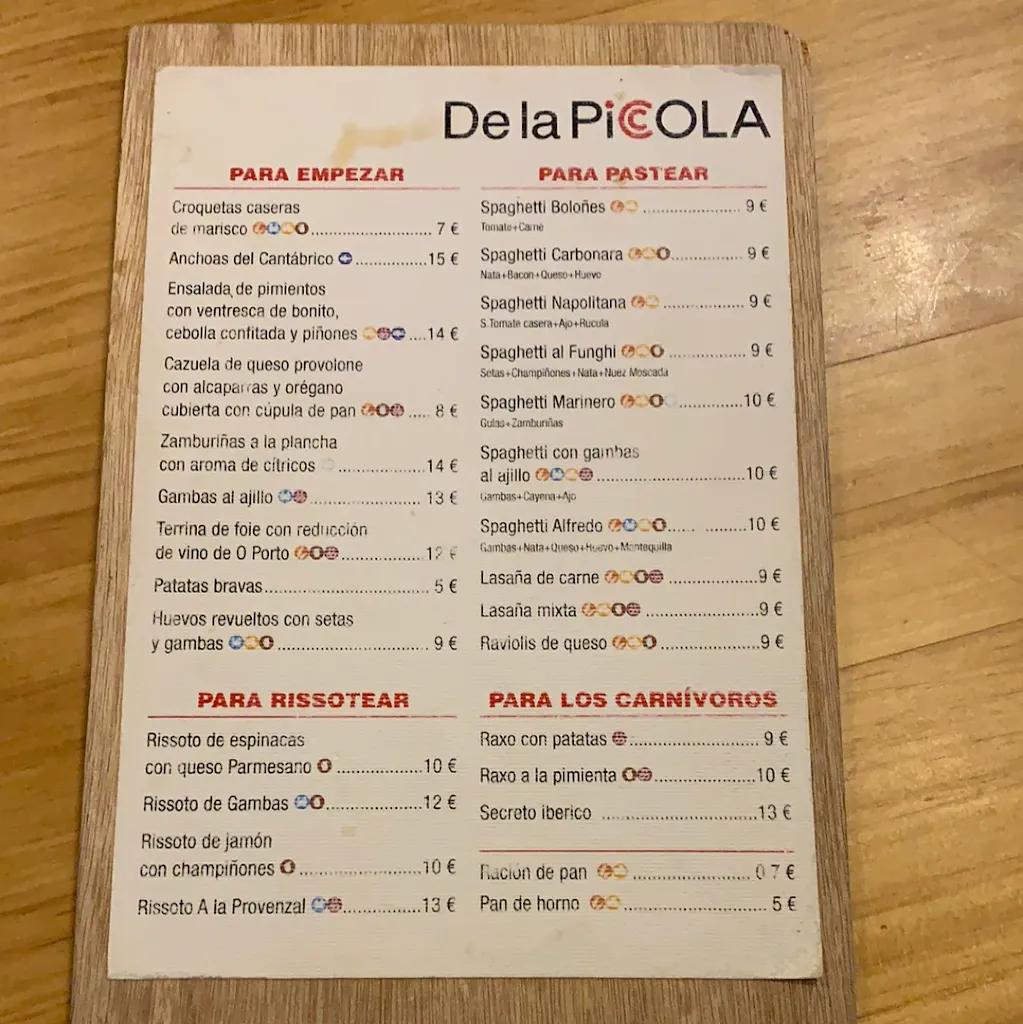 De la PiCCOLA
PARA EMPEZAR
Croquetas caseras
de marisco .............................. 7 €
Anchoas del Cantábrico ............... 15 €
Ensalada de pimientos
con ventresca de bonito,
cebolla confitada y piñones ....14 €
Cazuela de queso provolone
con alcaparras y orégano
cubierta con cúpula de pan ..... 8 €
Zamburiñas a la plancha
con aroma de cítricos .................... 14 €
Gambas al ajillo ........................... 13 €
Terrina de foie con reducción
de vino de O Porto ................... 12 €
Patatas bravas....................................... 5 €
Huevos revueltos con setas
y gambas .................................. 9 €
PARA RISSOTEAR
Rissoto de espinacas
con queso Parmesano ...............10 €
Rissoto de Gambas ................. 12 €
Rissoto de jamón
con champiñones .....................10 €
Rissoto A la Provenzal .............. 13 €
PARA PASTEAR
Spaghetti Boloñes ..................... 9 €
Tomate+Carne
Spaghetti Carbonara ................ 9 €
Nata+Bacon+Queso+Huevo
Spaghetti Napolitana .................. 9 €
S.Tomate casera+Ajo+Rucula
Spaghetti al Funghi ................. 9 €
Setas+Champiñones+Nata+Nuez Moscada
Spaghetti Marinero ..............10 €
Gulas+Zamburiñas
Spaghetti con gambas
al ajillo .................................10 €
Gambas+Cayena+Ajo
Spaghetti Alfredo ..... .........10 €
Gambas+Nata+Queso+Huevo+Mantequilla
Lasaña de carne ...................9 €
Lasaña mixta ........................9 €
Raviolis de queso .....................9 €
PARA LOS CARNÍVOROS
Raxo con patatas ........................... 9 €
Raxo a la pimienta .....................10 €
Secreto iberico .................................13 €
Ración de pan ......................... 0 7 €
Pan de horno .............................. 5 €